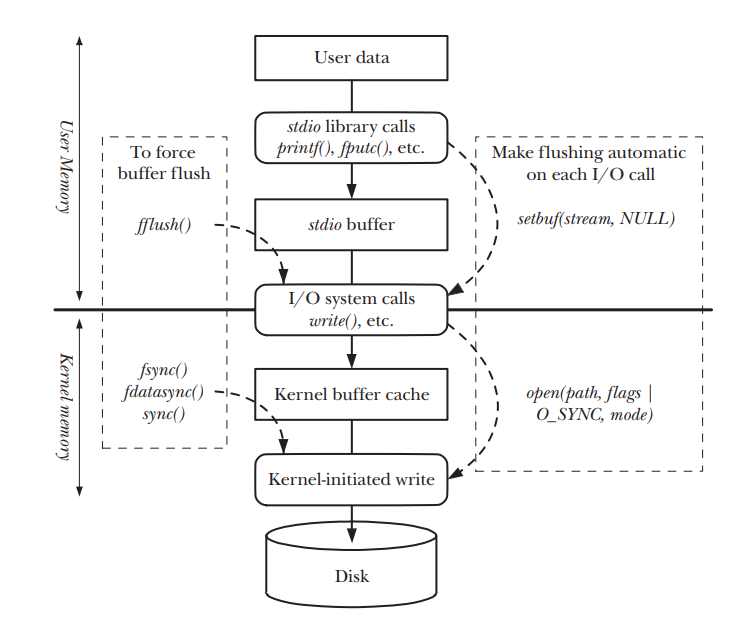 User data
stdio library calls
printf(), fputc(), etc.
User Memory
To force
buffer flush
Make flushing automatic
on each I/O call
fflush()
stdio buffer
setbuf(stream, NULL)
I/O system calls
write(), etc.
Kernel memory
fsync()
fdatasync()
sync()
Kernel buffer cache
open(path, flags |
O_SYNC, mode)
Kernel-initiated write
Disk